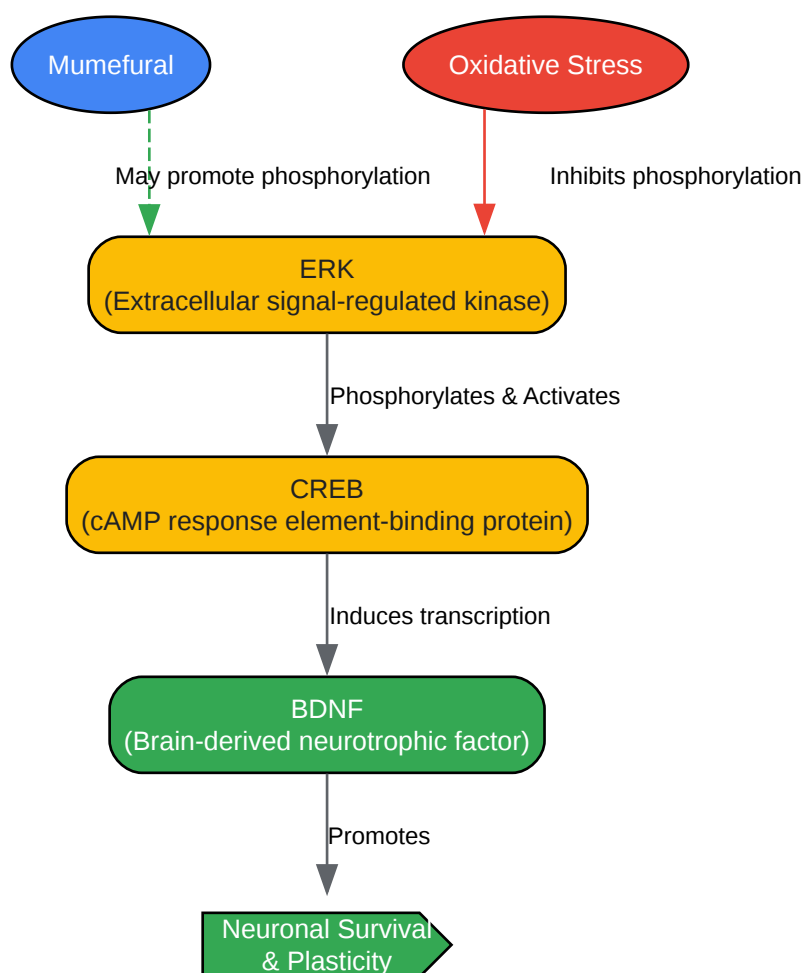 Mumefural
Oxidative Stress
May promote phosphorylation
Inhibits phosphorylation
ERK
(Extracellular signal-regulated kinase)
Phosphorylates & Activates
CREB
(cAMP response element-binding protein)
Induces transcription
BDNF
(Brain-derived neurotrophic factor)
Promotes
Neuronal Survival
& Plasticity